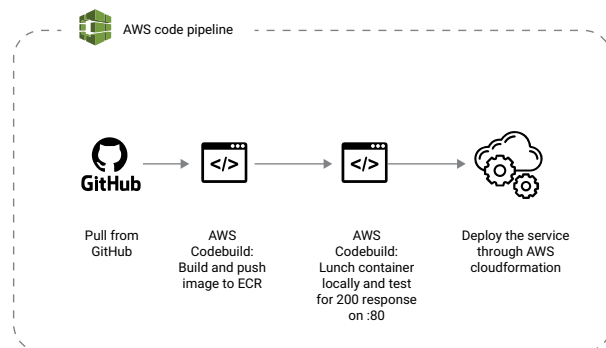 AWS code pipeline
</>
</>
GitHub
Pull from
GitHub
AWS
Codebuild:
Build and push
image to ECR
AWS
Codebuild:
Lunch container
locally and test
for 200 response
on :80
Deploy the service
through AWS
cloudformation